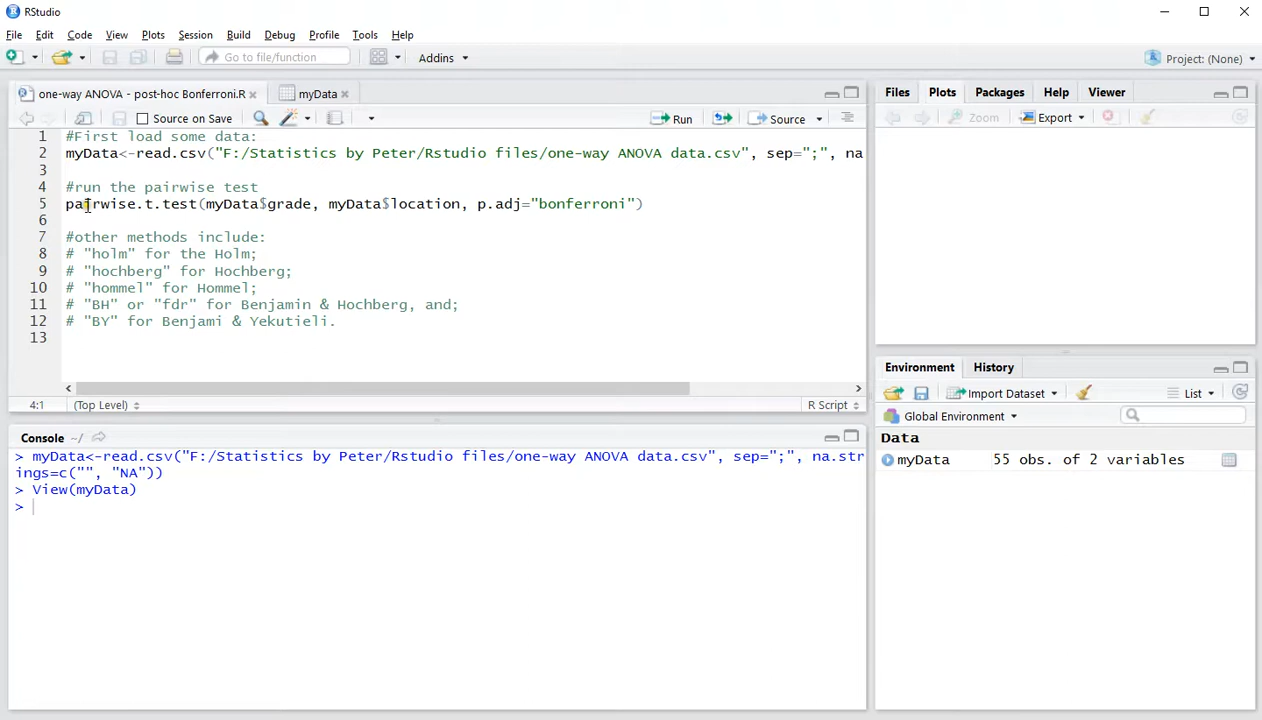 RStudio
File Edit Code View Plots Session Build Debug Profile Tools Help
Go to file/function Addins Project: (None)
one-way ANOVA - post-hoc Bonferroni.R myData
Source on Save Run Source
1 #First load some data:
2 myData<-read.csv("F:/Statistics by Peter/Rstudio files/one-way ANOVA data.csv", sep=";", na
3
4 #run the pairwise test
5 pairwise.t.test(myData$grade, myData$location, p.adj="bonferroni")
6
7 #other methods include:
8 # "holm" for the Holm;
9 # "hochberg" for Hochberg;
10 # "hommel" for Hommel;
11 # "BH" or "fdr" for Benjamin & Hochberg, and;
12 # "BY" for Benjami & Yekutieli.
13
4:1 (Top Level) R Script
Console ~/
> myData<-read.csv("F:/Statistics by Peter/Rstudio files/one-way ANOVA data.csv", sep=";", na.str
ings=c("", "NA"))
> View(myData)
>
Files Plots Packages Help Viewer
Zoom Export
Environment History
Import Dataset List
Global Environment
Data
myData 55 obs. of 2 variables